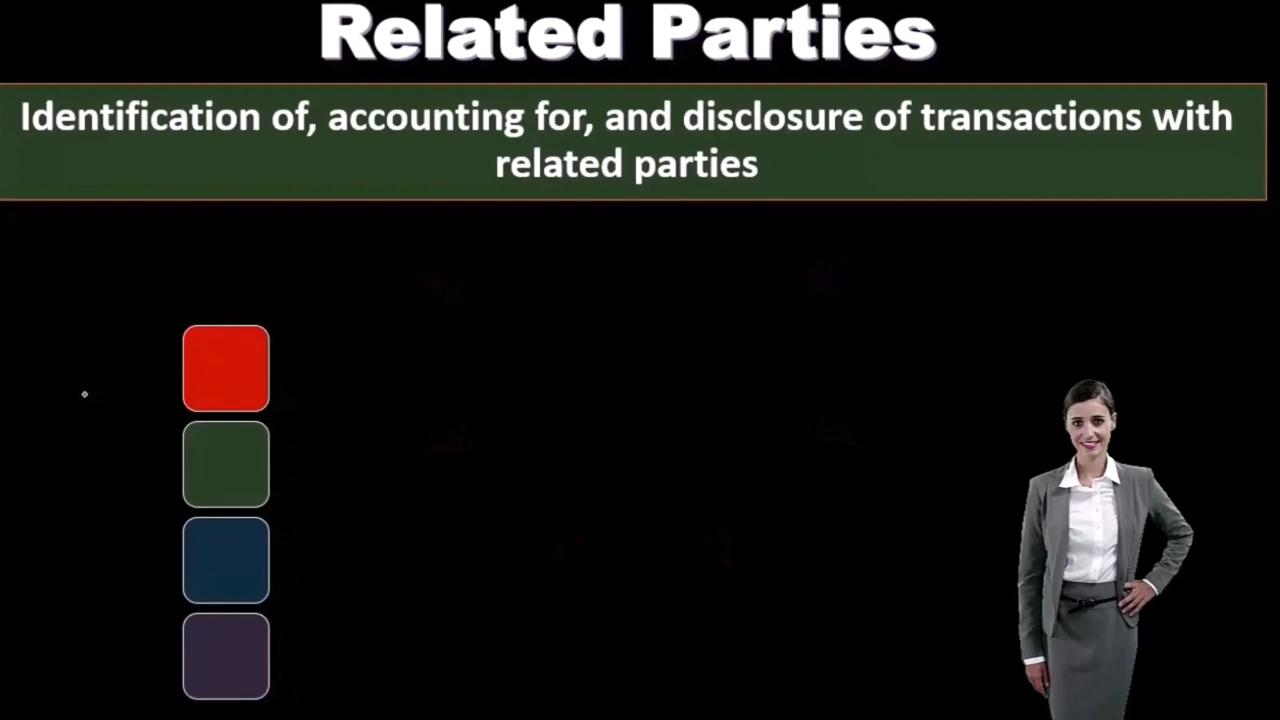 Related Parties
Identification of, accounting for, and disclosure of transactions with
related parties